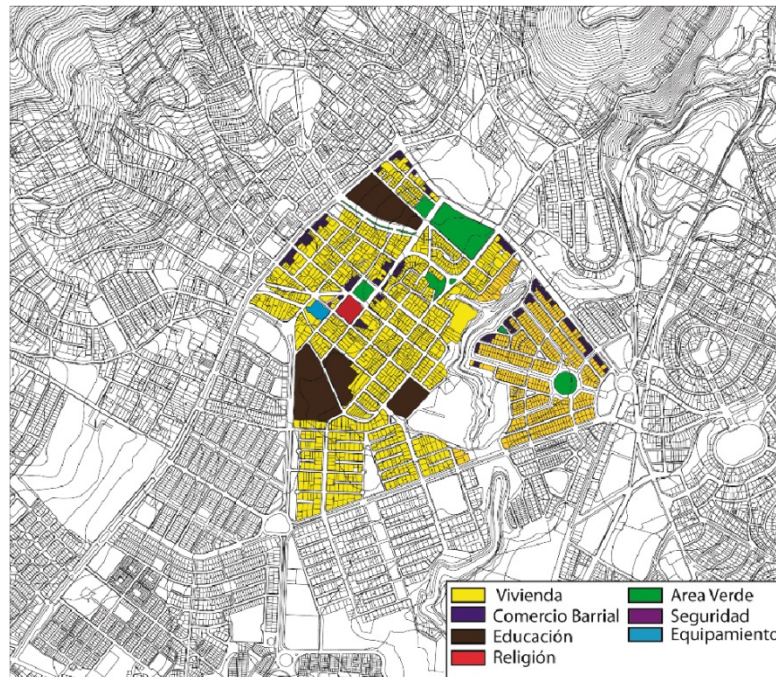 Vivienda
Comercio Barrial
Educación
Religión
Area Verde
Seguridad
Equipamiento